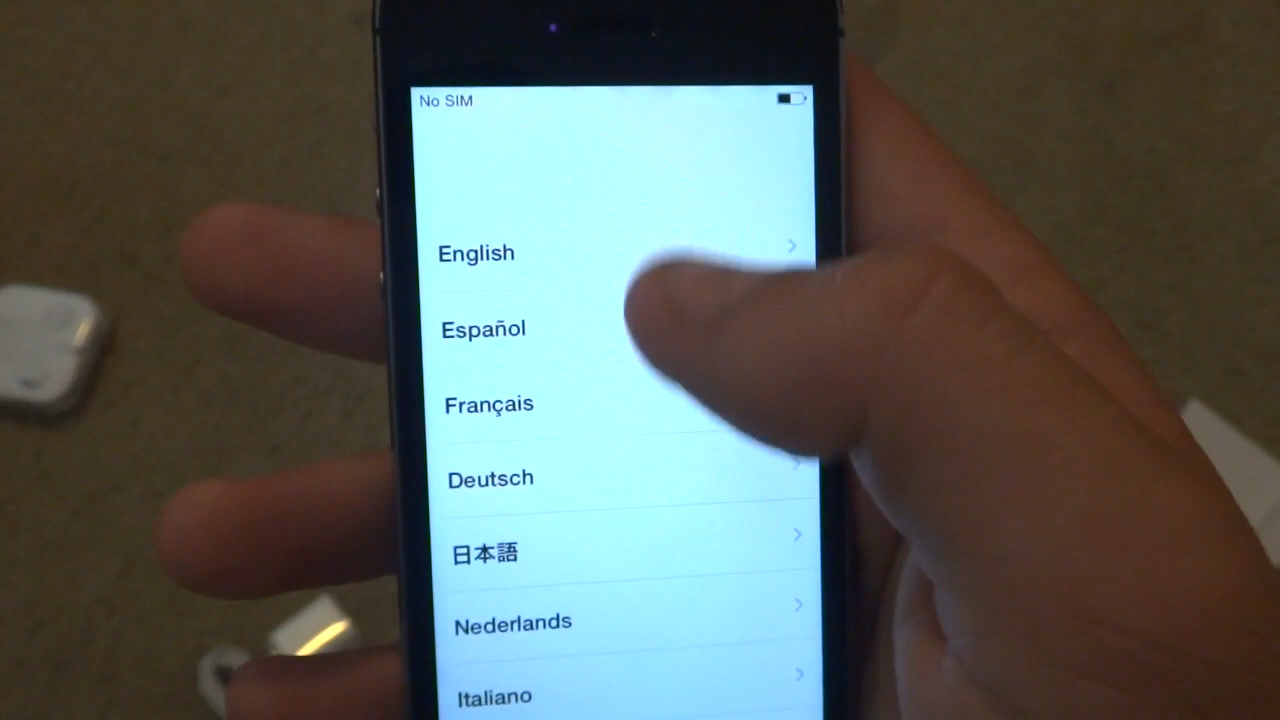 No SIM
English
Español
Français
Deutsch
日本語
Nederlands
Italiano